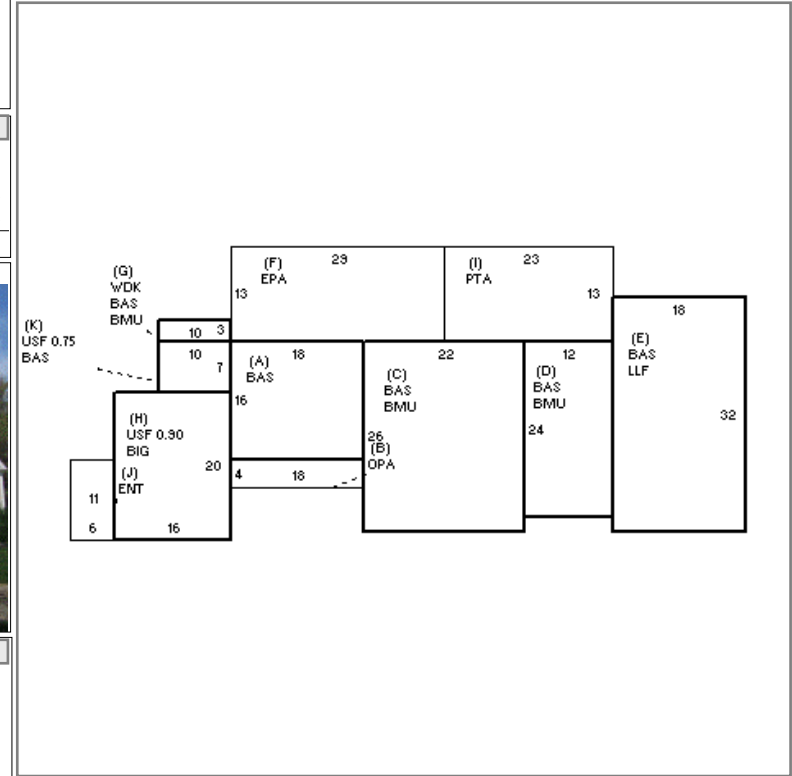 (F)
EPA
29
13
(I)
PTA
23
13
(G)
WDK
BAS
BMU
10
3
(K)
USF 0.75
BAS
10
7
(A)
BAS
18
16
(C)
BAS
BMU
22
26
(D)
BAS
BMU
12
24
(E)
BAS
LLF
18
32
(B)
OPA
4
18
(H)
USF 0.90
BIG
20
16
(J)
ENT
11
6